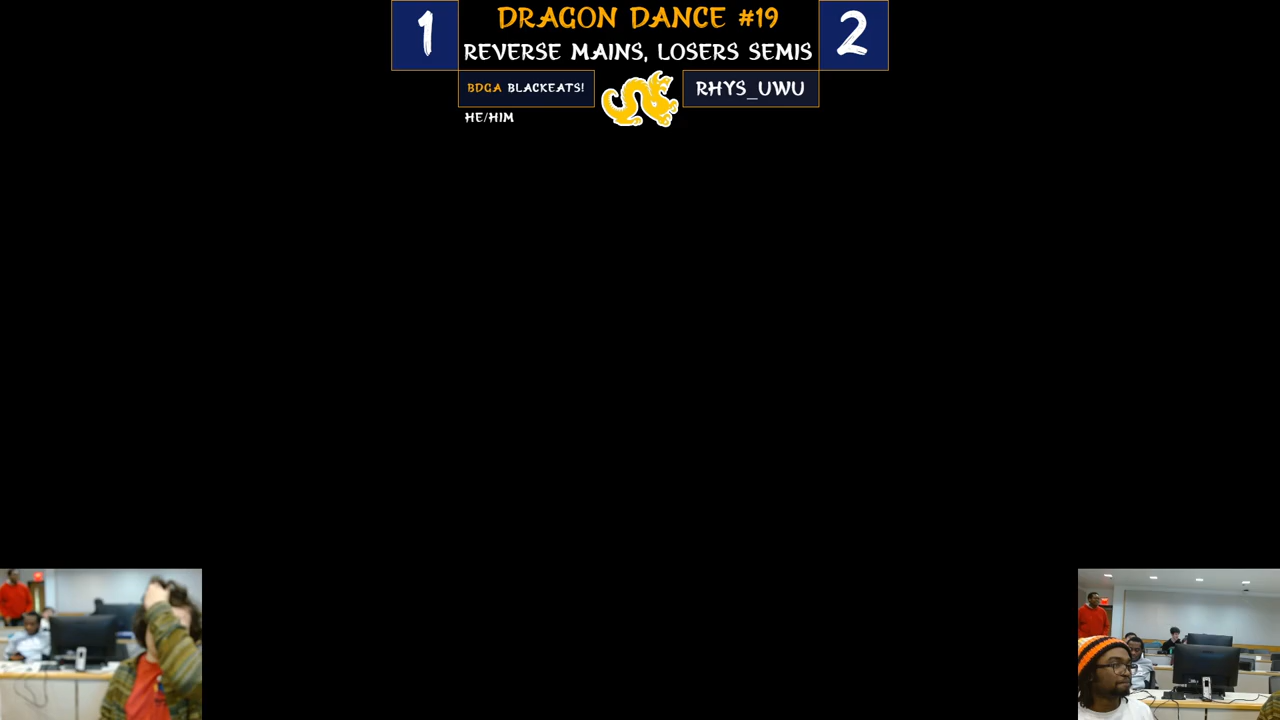 1
DRAGON DANCE #19
2
REVERSE MAINS, LOSERS SEMIS
BDGA BLACKEATS!
RHYS_UWU
HE/HIM